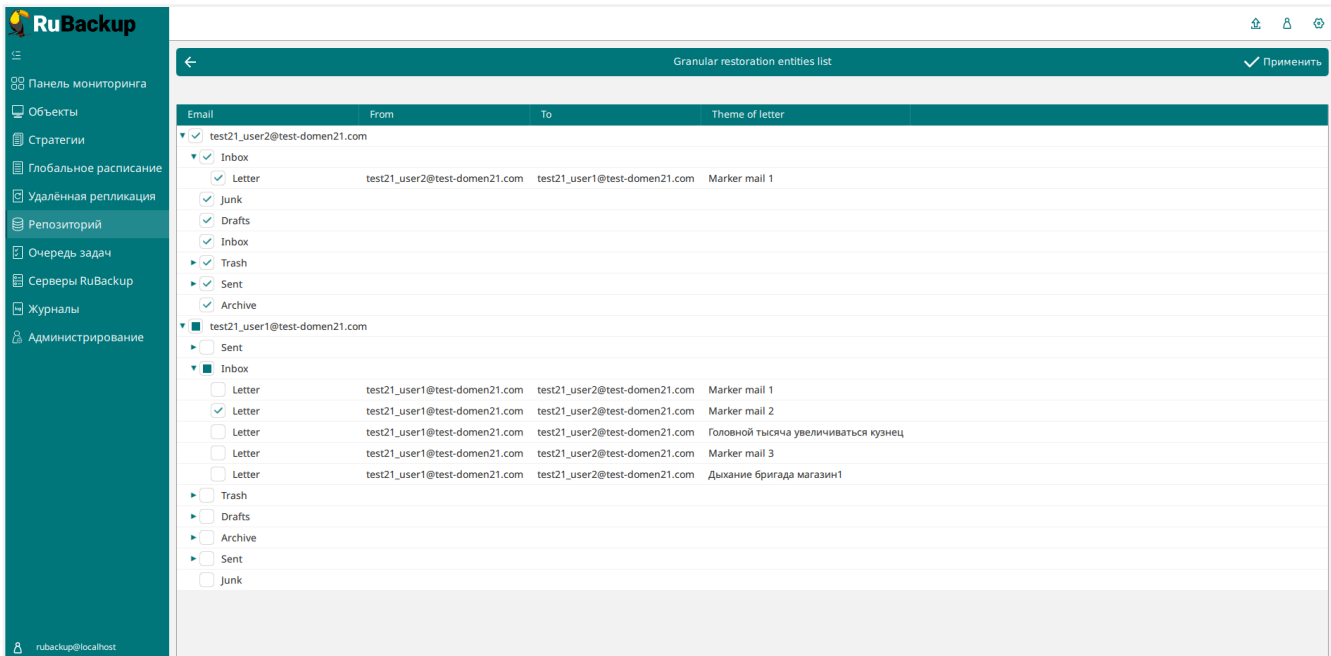 RuBackup
Панель мониторинга
Объекты
Стратегии
Глобальное расписание
Удалённая репликация
Репозиторий
Очередь задач
Серверы RuBackup
Журналы
Администрирование
rubackup@localhost
Granular restoration entities list
Применить
Email From To Theme of letter
test21_user2@test-domen21.com
Inbox
Letter test21_user2@test-domen21.com test21_user1@test-domen21.com Marker mail 1
Junk
Drafts
Inbox
Trash
Sent
Archive
test21_user1@test-domen21.com
Sent
Inbox
Letter test21_user1@test-domen21.com test21_user2@test-domen21.com Marker mail 1
Letter test21_user1@test-domen21.com test21_user2@test-domen21.com Marker mail 2
Letter test21_user1@test-domen21.com test21_user2@test-domen21.com Головной тысяча увеличиваться кузнец
Letter test21_user1@test-domen21.com test21_user2@test-domen21.com Marker mail 3
Letter test21_user1@test-domen21.com test21_user2@test-domen21.com Дыхание бригада магазин1
Trash
Drafts
Archive
Sent
Junk